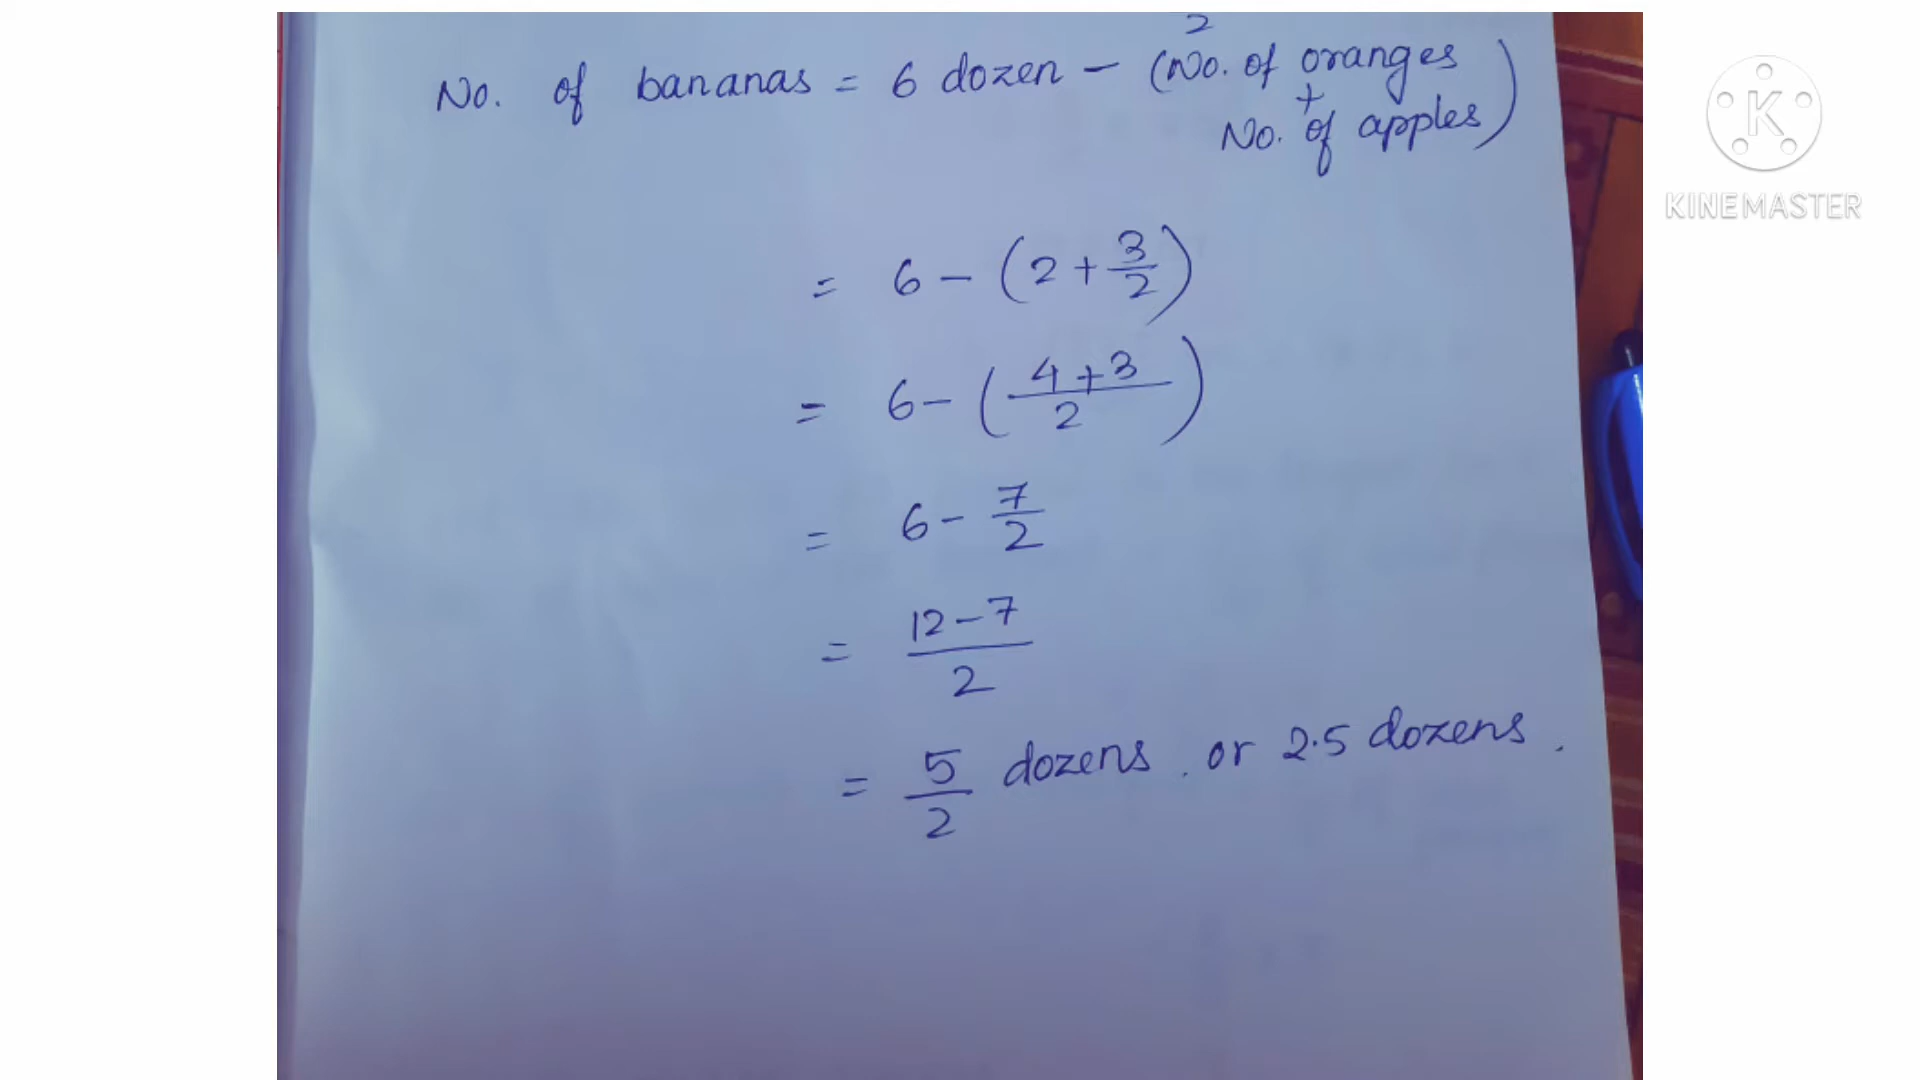 2
No. of bananas = 6 dozen - (No. of oranges
+
No. of apples)
= 6 - (2 + 3/2)
= 6 - (4+3/2)
= 6 - 7/2
= 12-7/2
= 5/2 dozens. or 2.5 dozens.
K
KINEMASTER